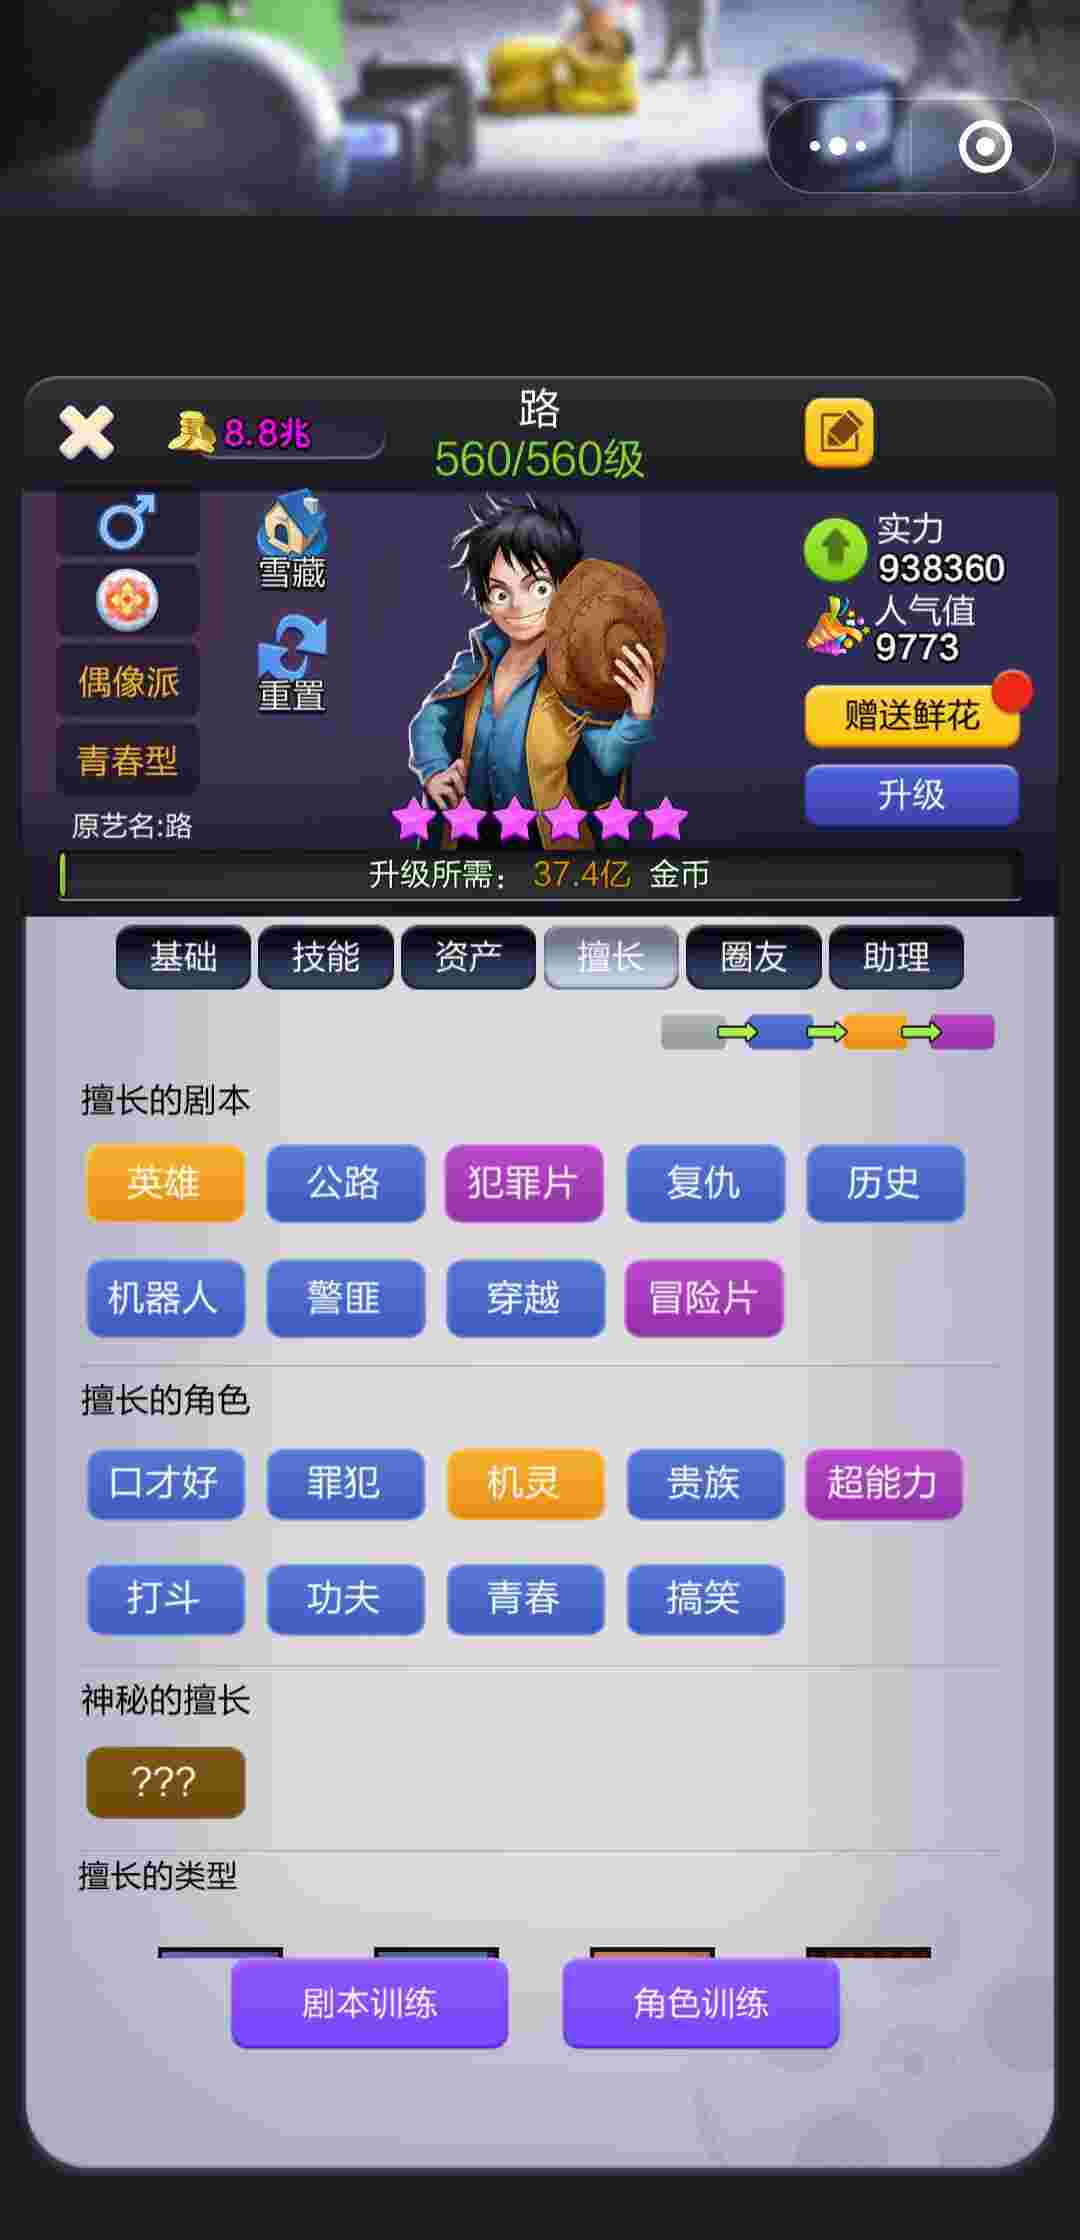 路
8.8兆
560/560级
雪藏
重置
偶像派
青春型
原艺名:路
实力
938360
人气值
9773
赠送鲜花
升级
升级所需： 37.4亿 金币
基础 技能 资产 擅长 圈友 助理
擅长的剧本
英雄 公路 犯罪片 复仇 历史
机器人 警匪 穿越 冒险片
擅长的角色
口才好 罪犯 机灵 贵族 超能力
打斗 功夫 青春 搞笑
神秘的擅长
???
擅长的类型
剧本训练 角色训练